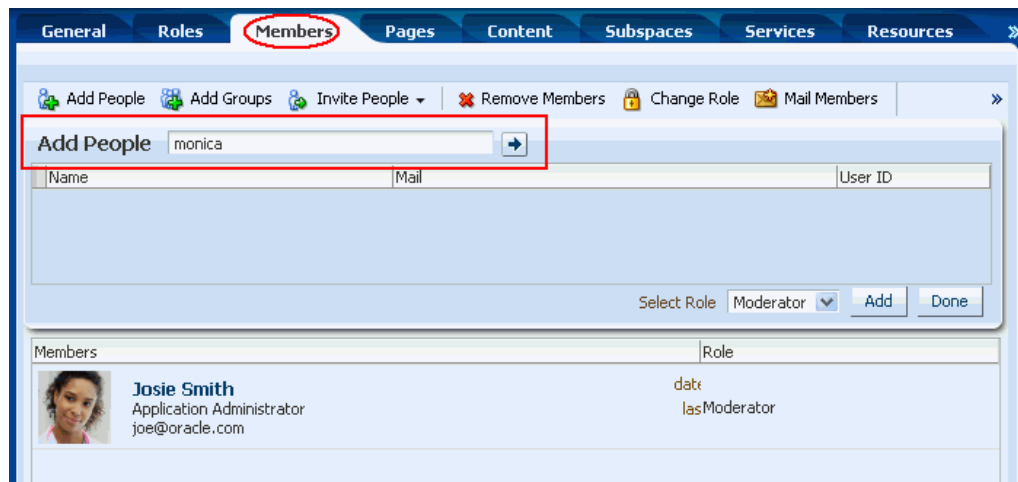 General Roles Members Pages Content Subspaces Services Resources »
Add People Add Groups Invite People Remove Members Change Role Mail Members »
Add People monica
Name Mail User ID
Select Role Moderator Add Done
Members Role
Josie Smith date
Application Administrator las Moderator
joe@oracle.com